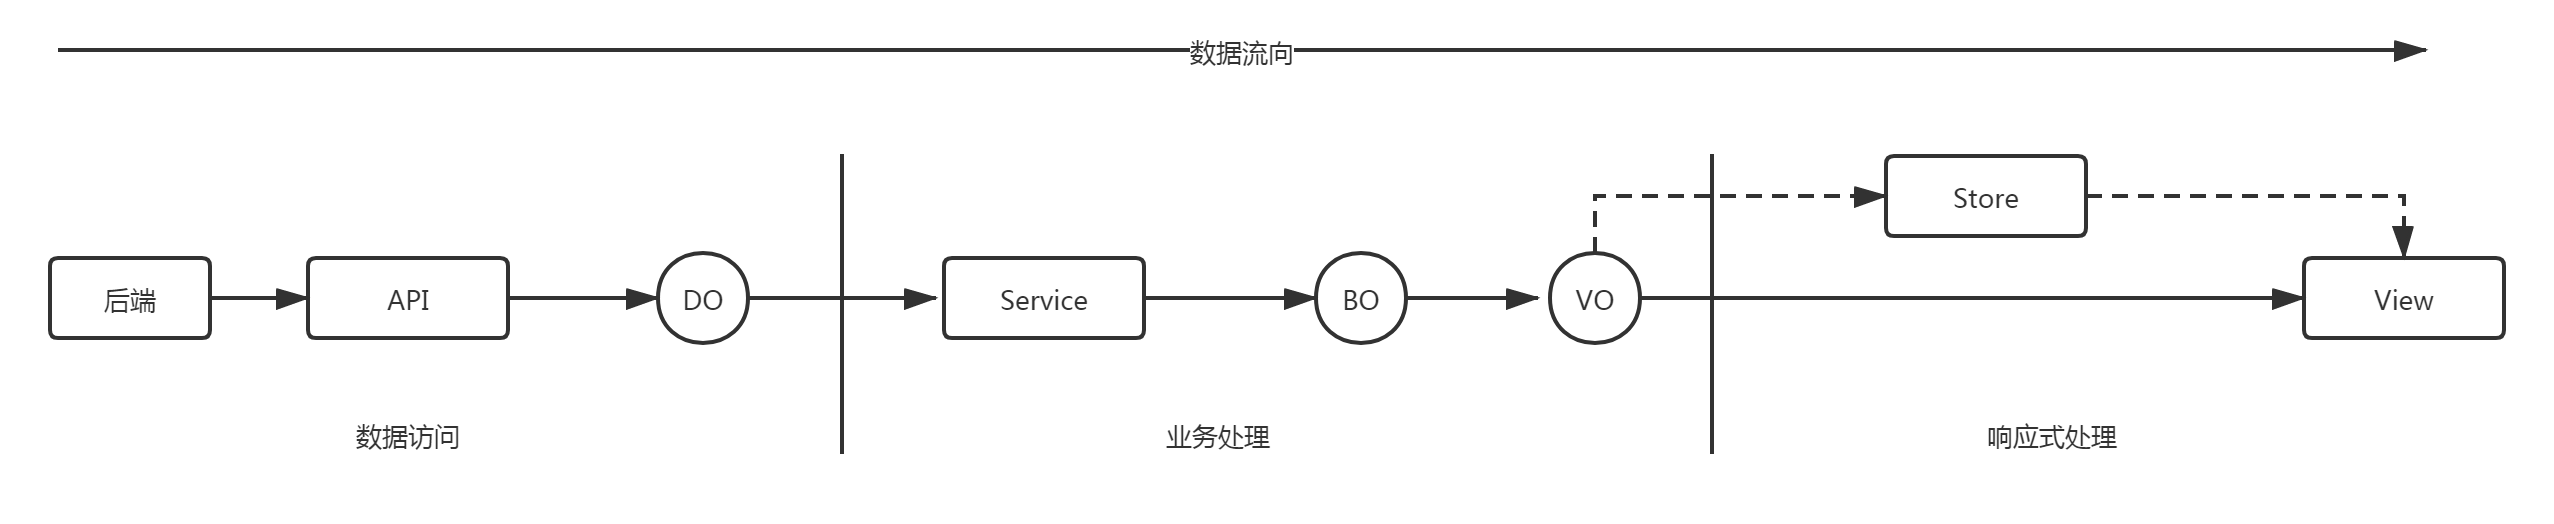 数据流向
Store
后端
API
DO
Service
BO
VO
View
数据访问
业务处理
响应式处理